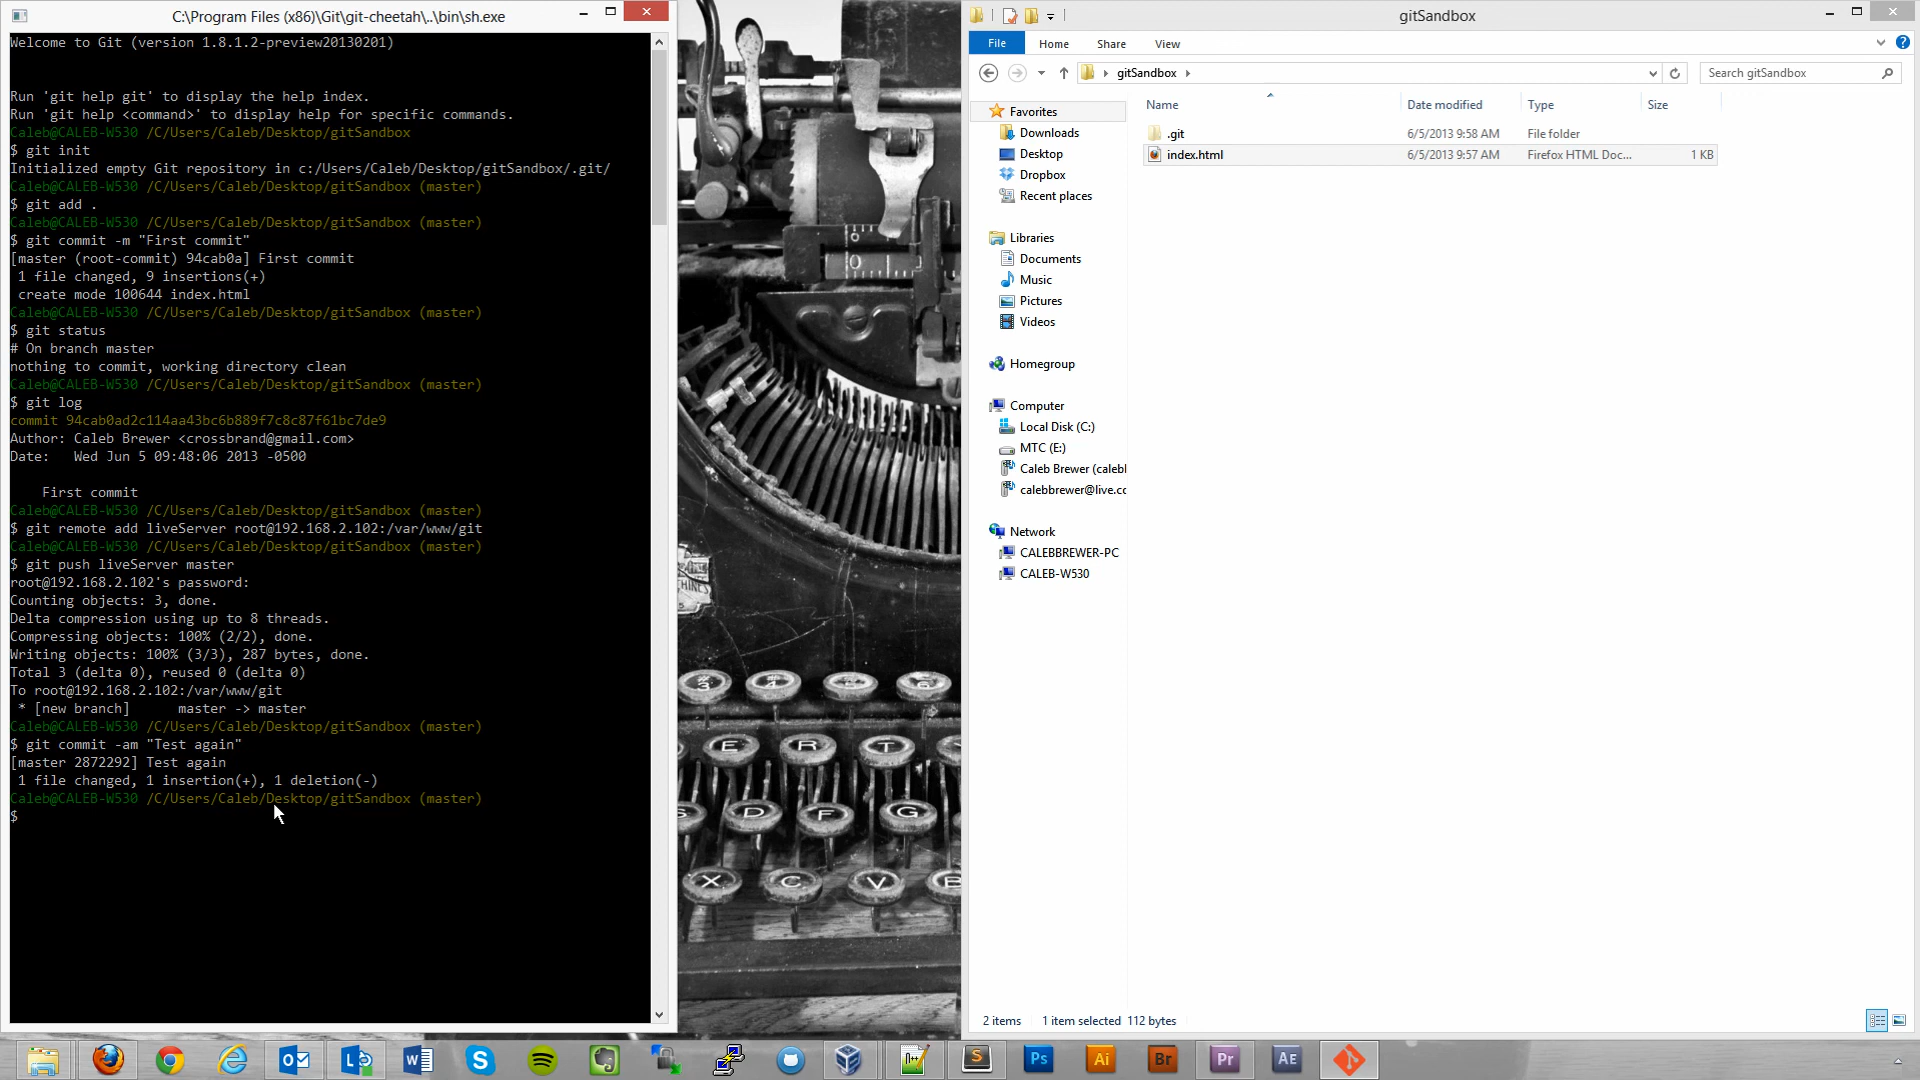 C:\Program Files (x86)\Git\git-cheetah\..\bin\sh.exe
Welcome to Git (version 1.8.1.2-preview20130201)
Run 'git help git' to display the help index.
Run 'git help <command>' to display help for specific commands.
Caleb@CALEB-W530 /C/Users/Caleb/Desktop/gitSandbox
$ git init
Initialized empty Git repository in c:/Users/Caleb/Desktop/gitSandbox/.git/
Caleb@CALEB-W530 /C/Users/Caleb/Desktop/gitSandbox (master)
$ git add .
Caleb@CALEB-W530 /C/Users/Caleb/Desktop/gitSandbox (master)
$ git commit -m "First commit"
[master (root-commit) 94cab0a] First commit
1 file changed, 9 insertions(+)
create mode 100644 index.html
Caleb@CALEB-W530 /C/Users/Caleb/Desktop/gitSandbox (master)
$ git status
# On branch master
nothing to commit, working directory clean
Caleb@CALEB-W530 /C/Users/Caleb/Desktop/gitSandbox (master)
$ git log
commit 94cab0ad2c114aa43bc6b889f7c8c87f61bc7de9
Author: Caleb Brewer <crossbrand@gmail.com>
Date:   Wed Jun 5 09:48:06 2013 -0500
First commit
Caleb@CALEB-W530 /C/Users/Caleb/Desktop/gitSandbox (master)
$ git remote add liveServer root@192.168.2.102:/var/www/git
Caleb@CALEB-W530 /C/Users/Caleb/Desktop/gitSandbox (master)
$ git push liveServer master
root@192.168.2.102's password:
Counting objects: 3, done.
Delta compression using up to 8 threads.
Compressing objects: 100% (2/2), done.
Writing objects: 100% (3/3), 287 bytes, done.
Total 3 (delta 0), reused 0 (delta 0)
To root@192.168.2.102:/var/www/git
* [new branch]      master -> master
Caleb@CALEB-W530 /C/Users/Caleb/Desktop/gitSandbox (master)
$ git commit -am "Test again"
[master 2872292] Test again
1 file changed, 1 insertion(+), 1 deletion(-)
Caleb@CALEB-W530 /C/Users/Caleb/Desktop/gitSandbox (master)
$
E R T
S D F G
X C V B
gitSandbox
File Home Share View
gitSandbox
Search gitSandbox
Name Date modified Type Size
.git 6/5/2013 9:58 AM File folder
index.html 6/5/2013 9:57 AM Firefox HTML Doc... 1 KB
Favorites
Downloads
Desktop
Dropbox
Recent places
Libraries
Documents
Music
Pictures
Videos
Homegroup
Computer
Local Disk (C:)
MTC (E:)
Caleb Brewer (calebl
calebbrewer@live.cc
Network
CALEBBREWER-PC
CALEB-W530
2 items 1 item selected 112 bytes
Ps Ai Br Pr AE